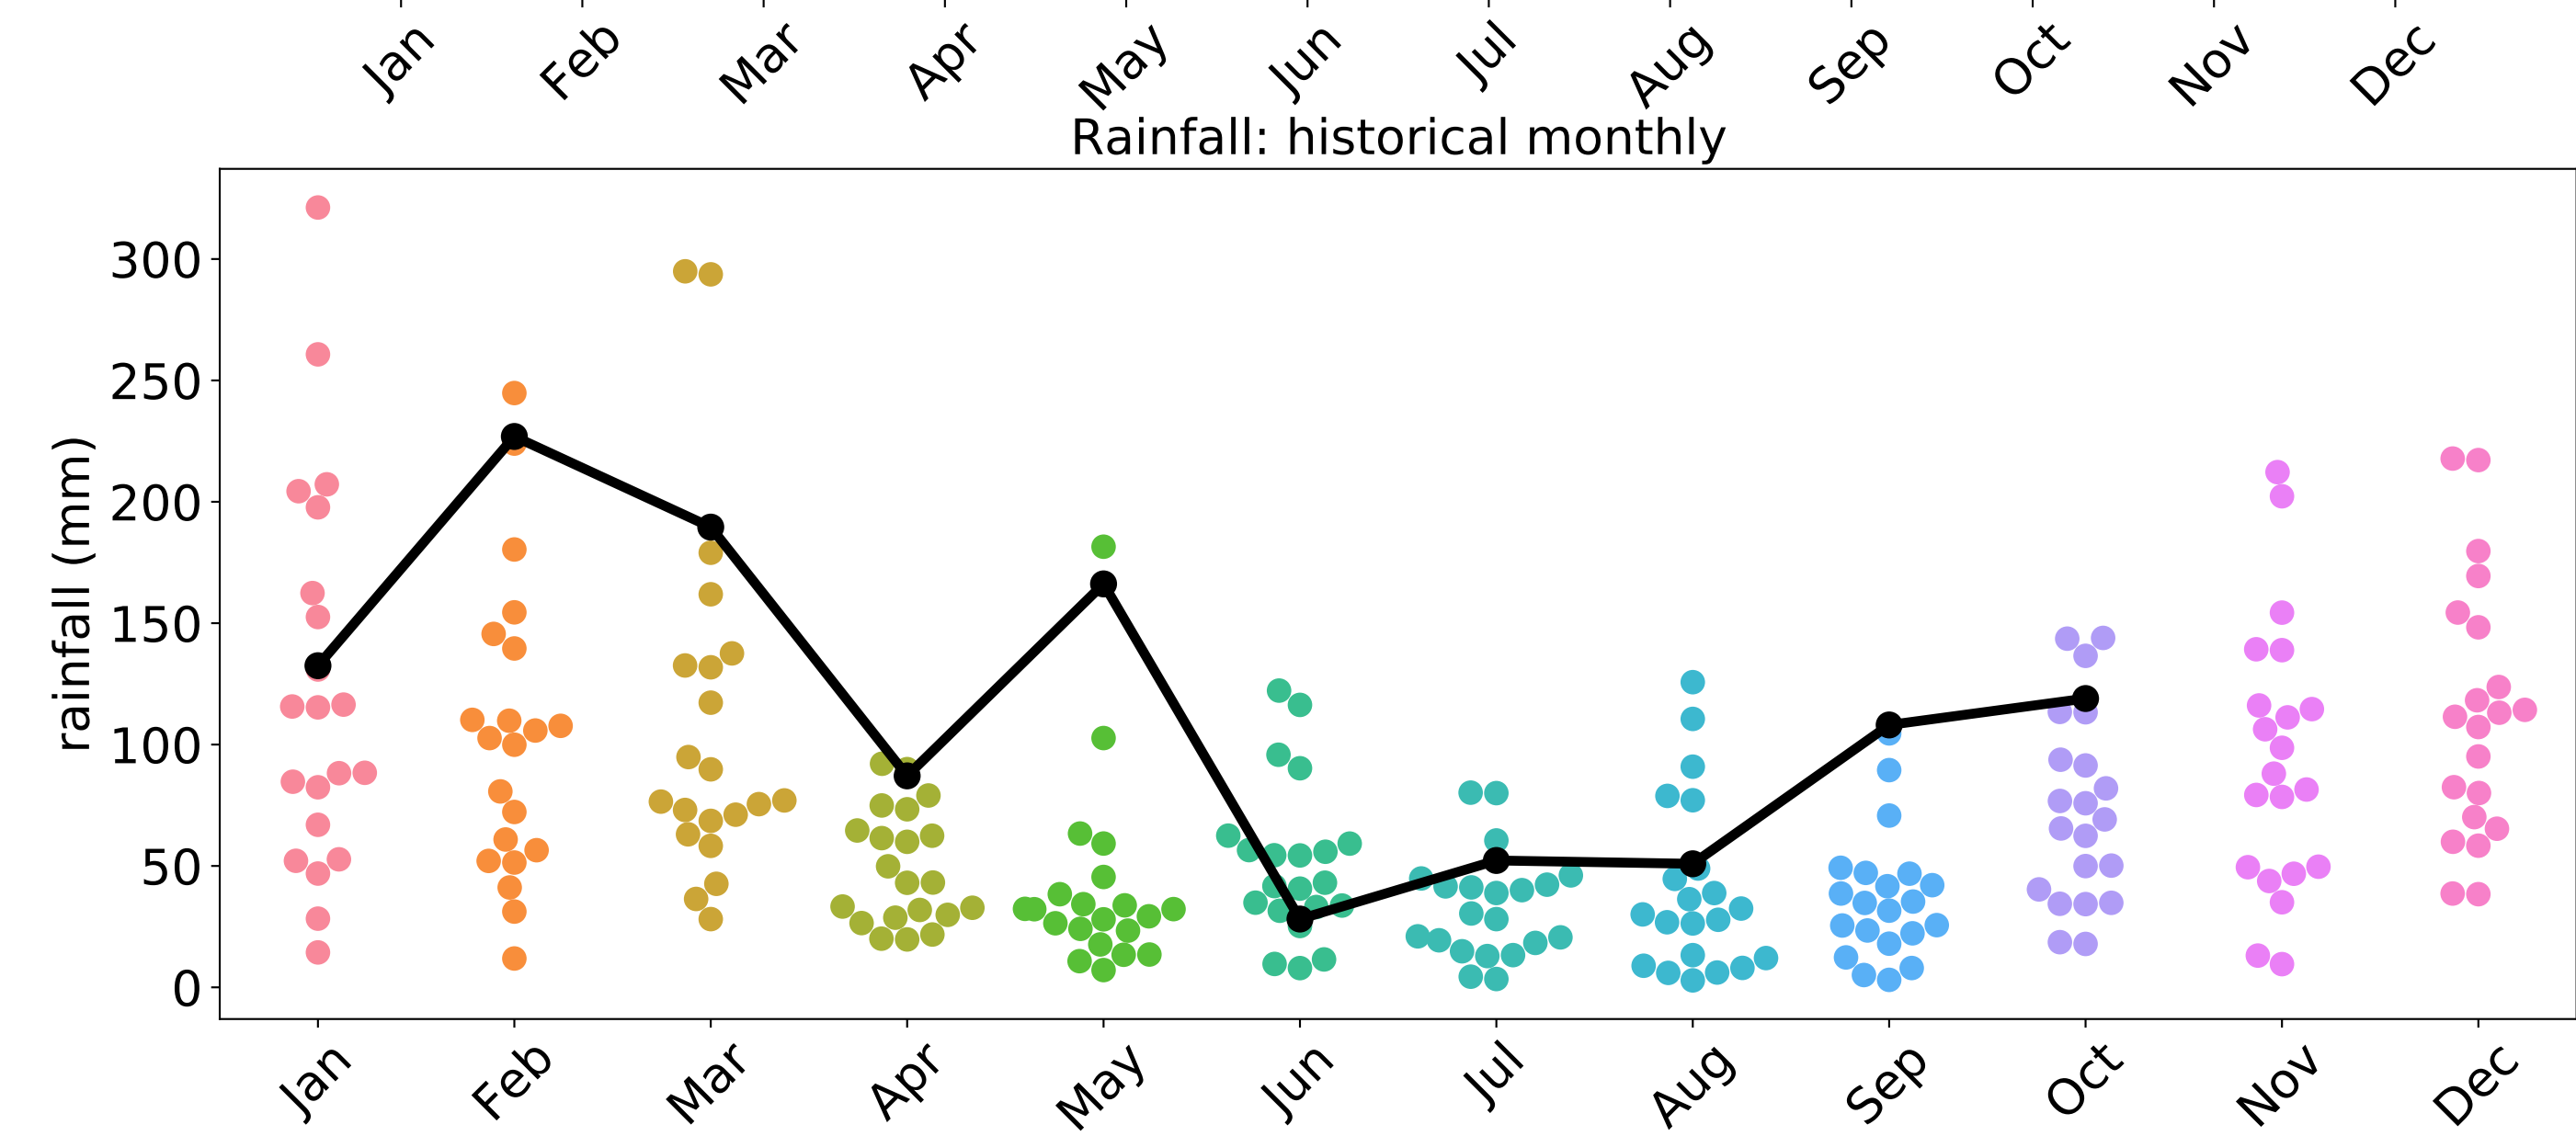 Jan Feb Mar Apr May Jun Jul Aug Sep Oct Nov Dec
Rainfall: historical monthly
rainfall (mm)
300
250
200
150
100
50
0
Jan Feb Mar Apr May Jun Jul Aug Sep Oct Nov Dec